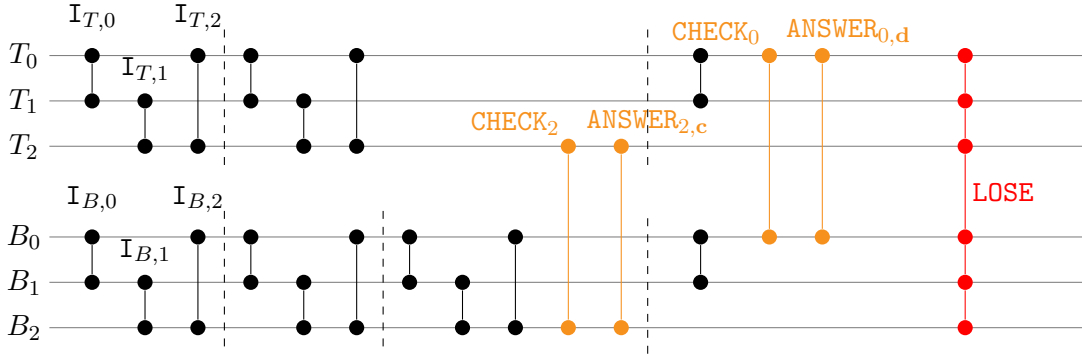 I_{T,0} I_{T,2}
T_0 CHECK_0 ANSWER_{0,d}
I_{T,1}
T_1
CHECK_2 ANSWER_{2,c}
T_2
I_{B,0} I_{B,2} LOSE
B_0
I_{B,1}
B_1
B_2